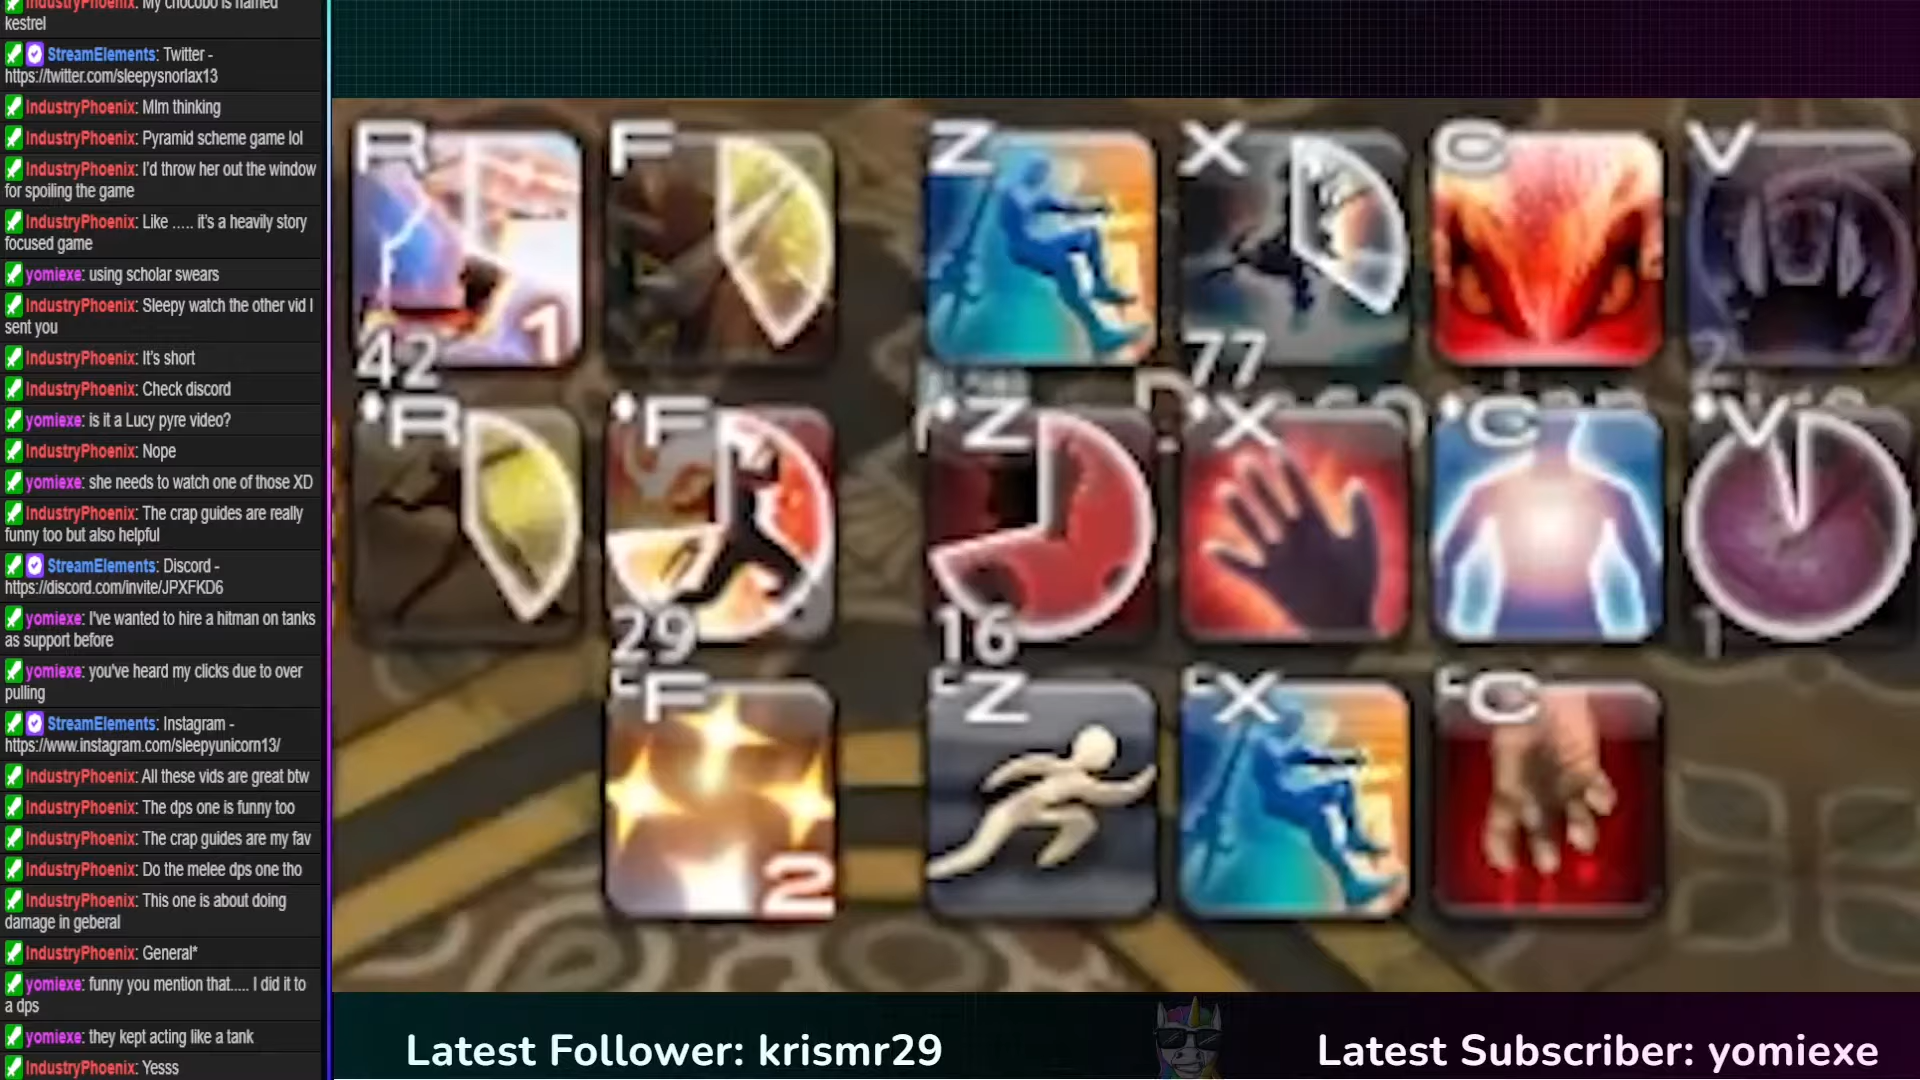 IndustryPhoenix: My chocobo is named
kestrel
StreamElements: Twitter -
https://twitter.com/sleepysnorlax13
IndustryPhoenix: MIm thinking
IndustryPhoenix: Pyramid scheme game lol
IndustryPhoenix: I'd throw her out the window
for spoiling the game
IndustryPhoenix: Like ..... it's a heavily story
focused game
yomiexe: using scholar swears
IndustryPhoenix: Sleepy watch the other vid I
sent you
IndustryPhoenix: It's short
IndustryPhoenix: Check discord
yomiexe: is it a Lucy pyre video?
IndustryPhoenix: Nope
yomiexe: she needs to watch one of those XD
IndustryPhoenix: The crap guides are really
funny too but also helpful
StreamElements: Discord -
https://discord.com/invite/JPXFKD6
yomiexe: I've wanted to hire a hitman on tanks
as support before
yomiexe: you've heard my clicks due to over
pulling
StreamElements: Instagram -
https://www.instagram.com/sleepyunicorn13/
IndustryPhoenix: All these vids are great btw
IndustryPhoenix: The dps one is funny too
IndustryPhoenix: The crap guides are my fav
IndustryPhoenix: Do the melee dps one tho
IndustryPhoenix: This one is about doing
damage in geberal
IndustryPhoenix: General*
yomiexe: funny you mention that..... I did it to
a dps
yomiexe: they kept acting like a tank
IndustryPhoenix: Yesss
R F Z X C V
1
42 77 2
R F Z X C V
29 16 1
F Z X C
2
Latest Follower: krismr29
Latest Subscriber: yomiexe